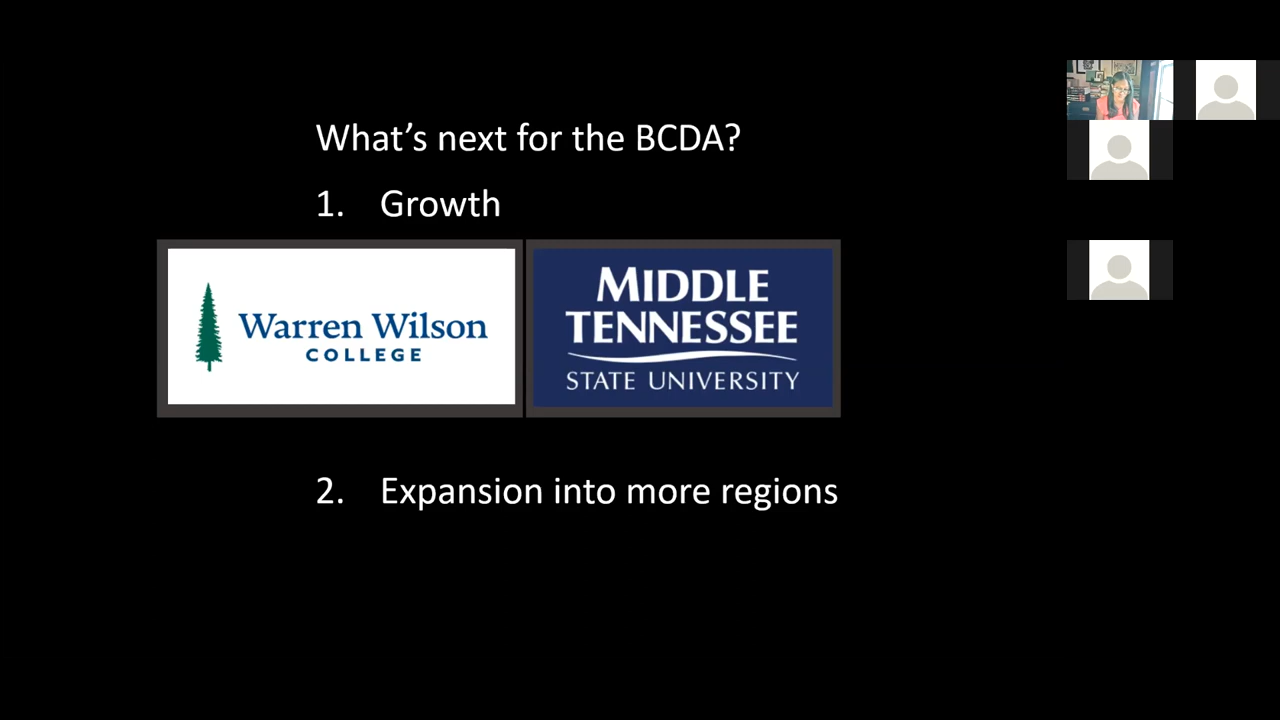 What’s next for the BCDA?
1. Growth
Warren Wilson
COLLEGE
MIDDLE
TENNESSEE
STATE UNIVERSITY
2. Expansion into more regions